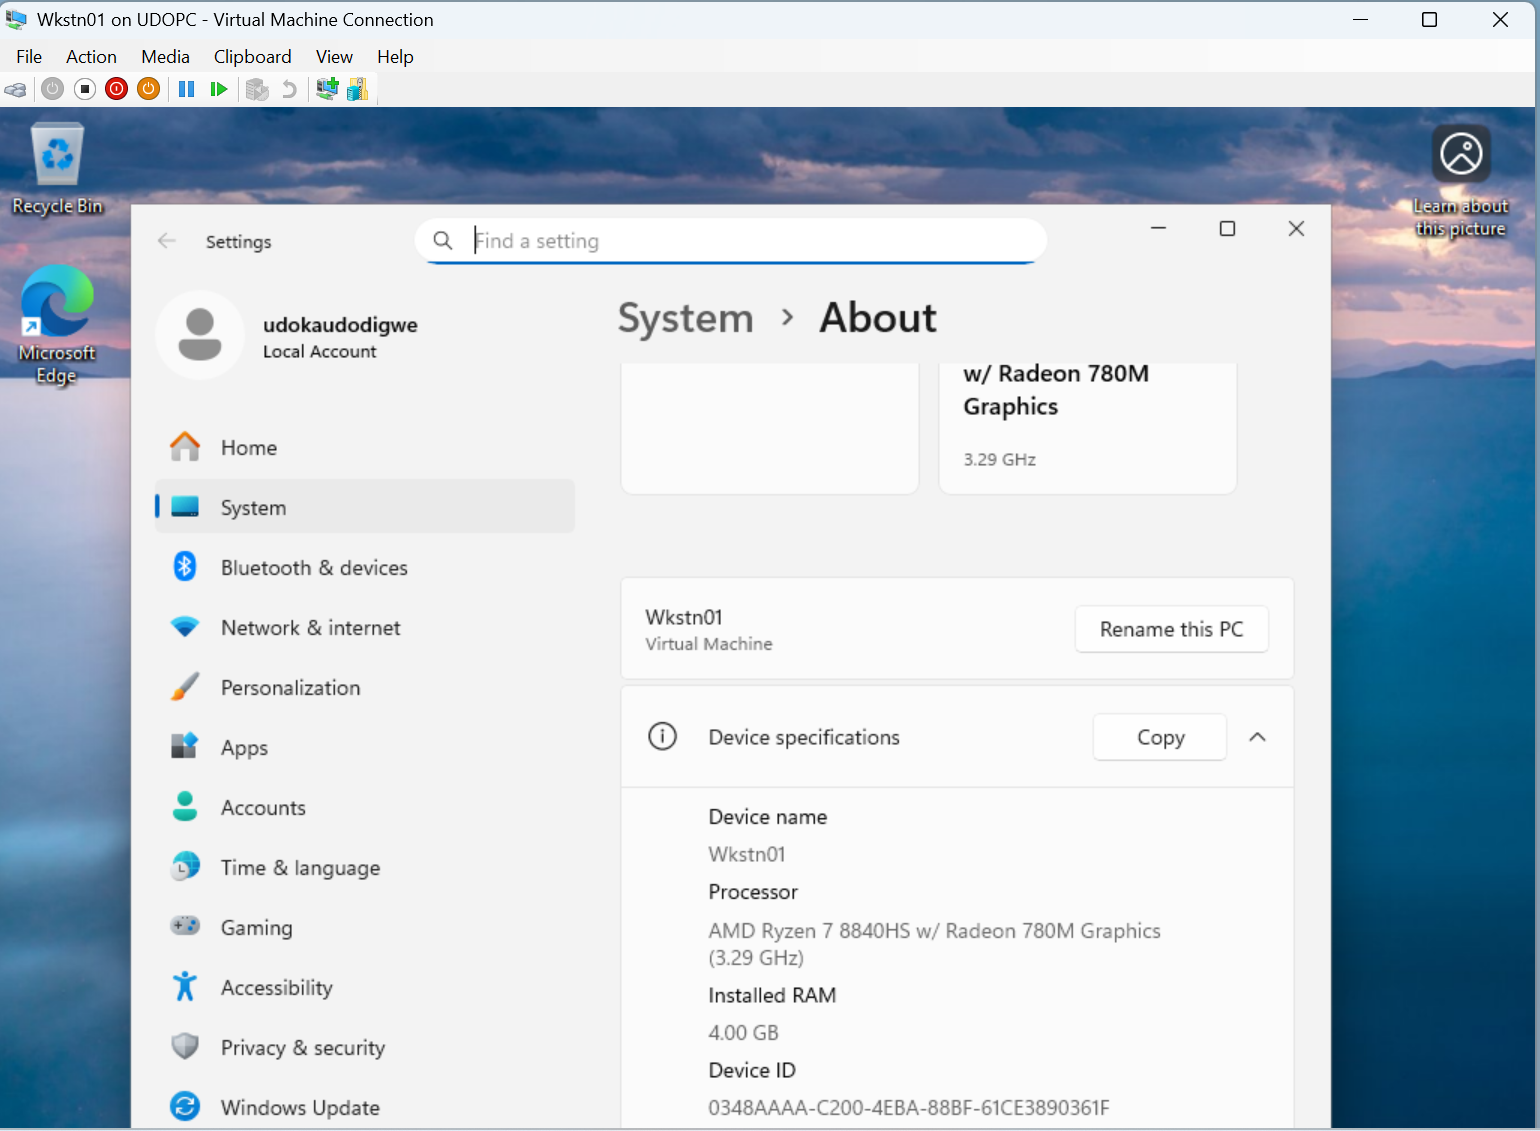 Wkstn01 on UDOPC - Virtual Machine Connection
File Action Media Clipboard View Help
Recycle Bin
Learn about
this picture
Microsoft
Edge
Settings
Find a setting
udokaudodigwe
Local Account
Home
System
Bluetooth & devices
Network & internet
Personalization
Apps
Accounts
Time & language
Gaming
Accessibility
Privacy & security
Windows Update
System › About
w/ Radeon 780M
Graphics
3.29 GHz
Wkstn01
Virtual Machine
Rename this PC
Device specifications
Copy
Device name
Wkstn01
Processor
AMD Ryzen 7 8840HS w/ Radeon 780M Graphics
(3.29 GHz)
Installed RAM
4.00 GB
Device ID
0348AAAA-C200-4EBA-88BF-61CE3890361F